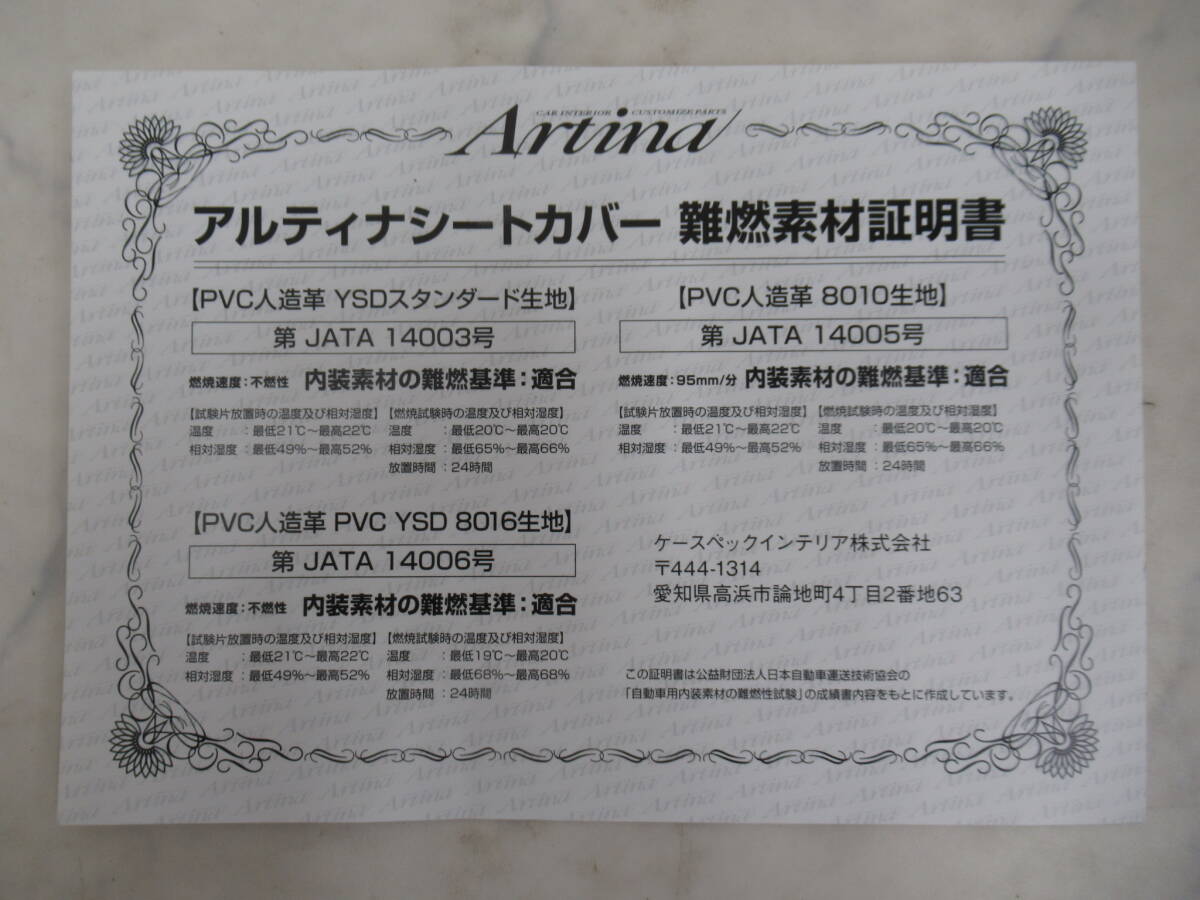 CAR INTERIOR CUSTOMIZE PARTS
Artina
アルティナシートカバー 難燃素材証明書
【PVC人造革 YSDスタンダード生地】
第 JATA 14003号
燃焼速度：不燃性 内装素材の難燃基準：適合
【試験片放置時の温度及び相対湿度】【燃焼試験時の温度及び相対湿度】
温度 ：最低21℃〜最高22℃ 温度 ：最低20℃〜最高20℃
相対湿度 ：最低49%〜最高52% 相対湿度 ：最低65%〜最高66%
放置時間 ：24時間
【PVC人造革 8010生地】
第 JATA 14005号
燃焼速度：95mm/分 内装素材の難燃基準：適合
【試験片放置時の温度及び相対湿度】【燃焼試験時の温度及び相対湿度】
温度 ：最低21℃〜最高22℃ 温度 ：最低20℃〜最高20℃
相対湿度 ：最低49%〜最高52% 相対湿度 ：最低65%〜最高66%
放置時間 ：24時間
【PVC人造革 PVC YSD 8016生地】
第 JATA 14006号
燃焼速度：不燃性 内装素材の難燃基準：適合
【試験片放置時の温度及び相対湿度】【燃焼試験時の温度及び相対湿度】
温度 ：最低21℃〜最高22℃ 温度 ：最低19℃〜最高20℃
相対湿度 ：最低49%〜最高52% 相対湿度 ：最低68%〜最高68%
放置時間 ：24時間
ケースペックインテリア株式会社
〒444-1314
愛知県高浜市論地町4丁目2番地63
この証明書は公益財団法人日本自動車運送技術協会の
「自動車用内装素材の難燃性試験」の成績書内容をもとに作成しています。